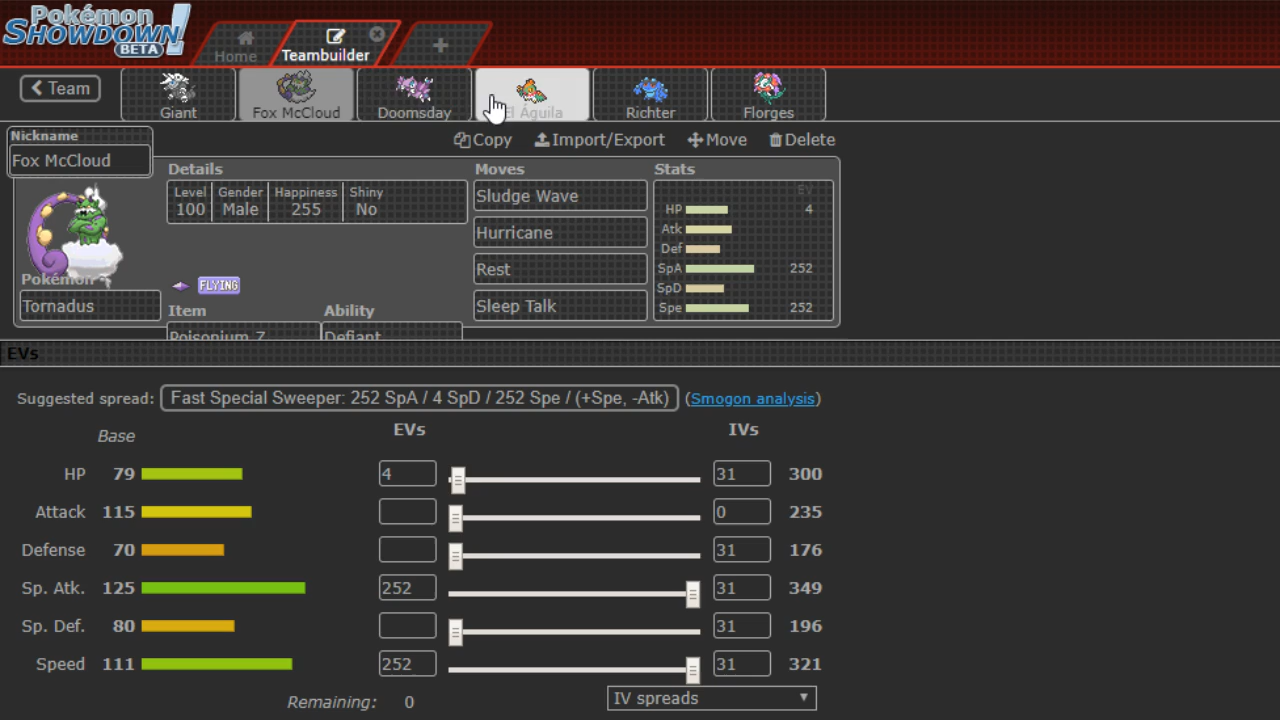 Pokémon
SHOWDOWN!
BETA
Home
Teambuilder
Team
Giant
Fox McCloud
Doomsday
El Águila
Richter
Florges
Nickname
Fox McCloud
Copy
Import/Export
Move
Delete
Details
Moves
Stats
Level
100
Gender
Male
Happiness
255
Shiny
No
Sludge Wave
Hurricane
Rest
Sleep Talk
EV
HP 4
Atk
Def
SpA 252
SpD
Spe 252
Pokémon
Tornadus
FLYING
Item
Ability
Poisonium Z
Defiant
EVs
Suggested spread: Fast Special Sweeper: 252 SpA / 4 SpD / 252 Spe / (+Spe, -Atk) (Smogon analysis)
Base EVs IVs
HP 79 4 31 300
Attack 115 0 235
Defense 70 31 176
Sp. Atk. 125 252 31 349
Sp. Def. 80 31 196
Speed 111 252 31 321
Remaining: 0
IV spreads